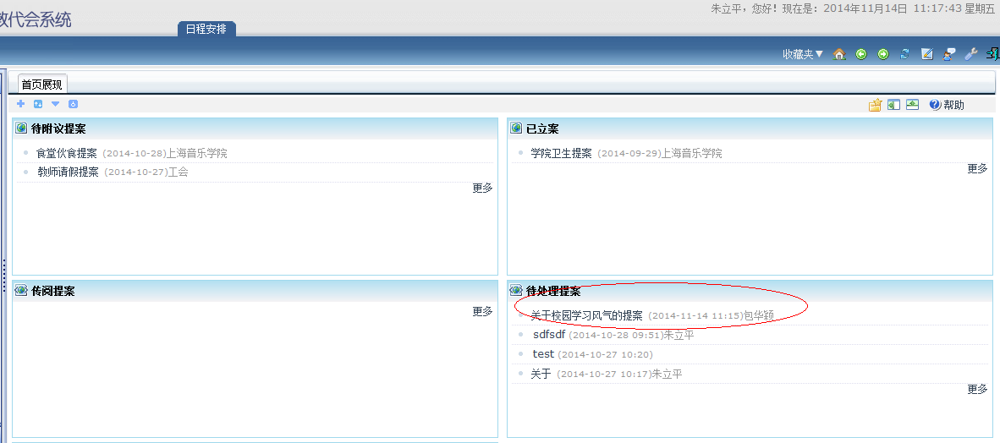 教代会系统
朱立平，您好！现在是：2014年11月14日 11:17:43 星期五
日程安排
收藏夹▼
首页展现
帮助
待附议提案
食堂伙食提案 (2014-10-28)上海音乐学院
教师请假提案 (2014-10-27)工会
更多
已立案
学院卫生提案 (2014-09-29)上海音乐学院
更多
传阅提案
更多
待处理提案
关于校园学习风气的提案 (2014-11-14 11:15)包华颖
sdfsdf (2014-10-28 09:51)朱立平
test (2014-10-27 10:20)
关于 (2014-10-27 10:17)朱立平
更多